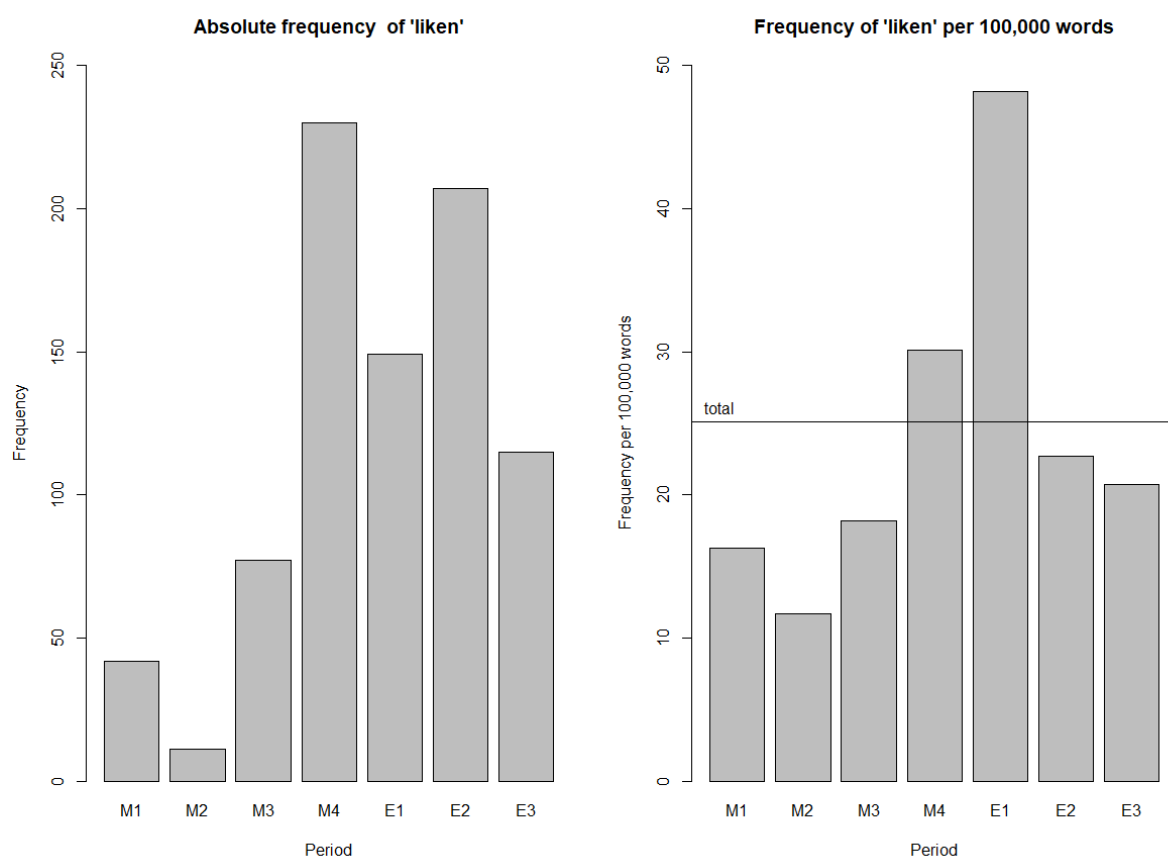 Absolute frequency  of 'liken'
Frequency
250
200
150
100
50
0
M1 M2 M3 M4 E1 E2 E3
Period
Frequency of 'liken' per 100,000 words
Frequency per 100,000 words
50
40
30
20
10
0
total
M1 M2 M3 M4 E1 E2 E3
Period